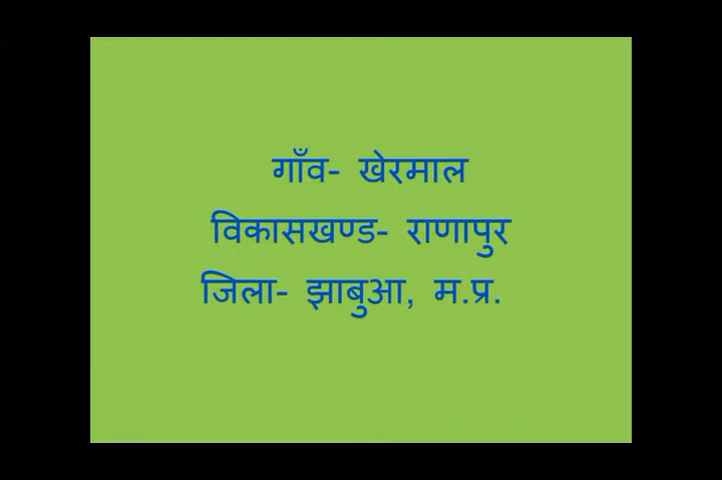 गाँव- खेरमाल
विकासखण्ड- राणापुर
जिला- झाबुआ, म.प्र.